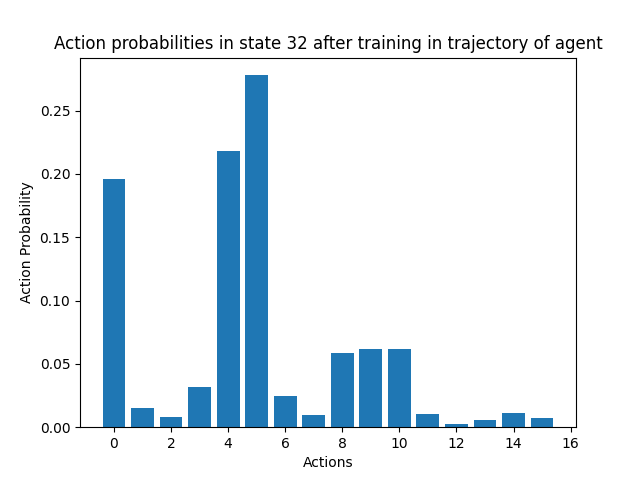 Action probabilities in state 32 after training in trajectory of agent
Action Probability
0.25
0.20
0.15
0.10
0.05
0.00
0 2 4 6 8 10 12 14 16
Actions